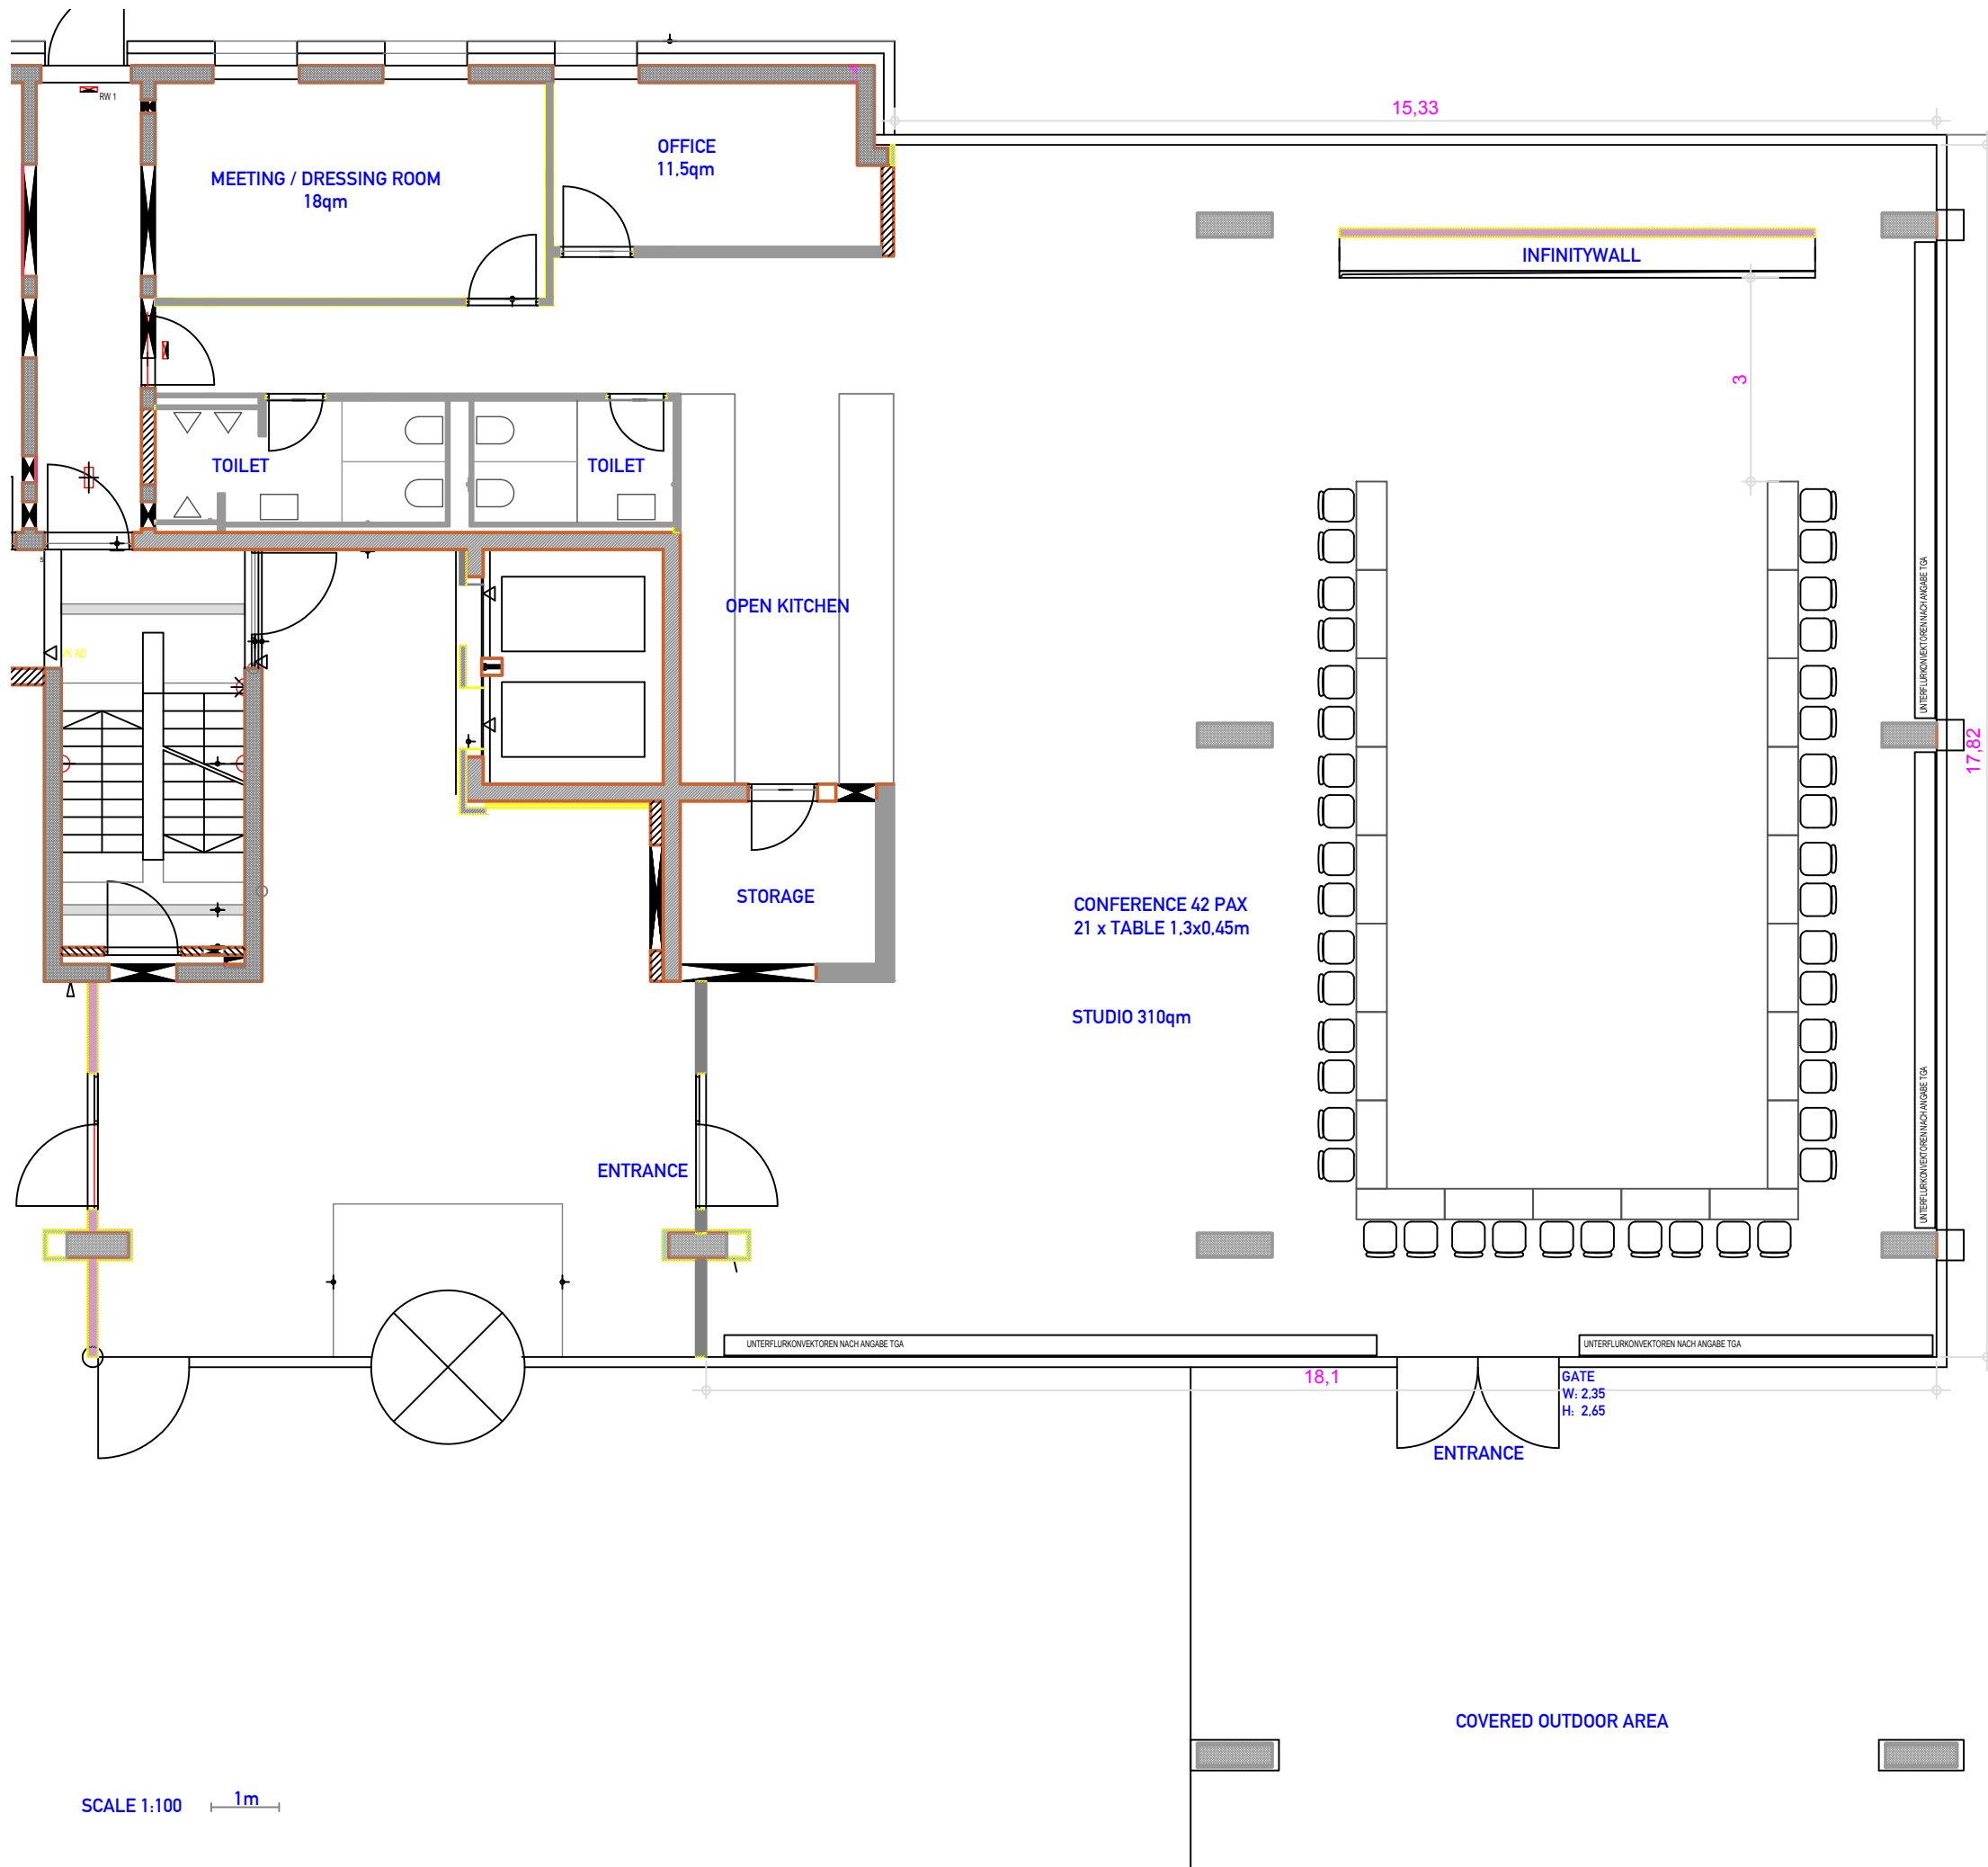 RW 1
15,33
OFFICE
11,5qm
MEETING / DRESSING ROOM
18qm
INFINITYWALL
3
TOILET
TOILET
OPEN KITCHEN
UNTERFLURKONVEKTOREN NACH ANGABE TGA
17,82
STORAGE
CONFERENCE 42 PAX
21 x TABLE 1,3x0,45m
STUDIO 310qm
UNTERFLURKONVEKTOREN NACH ANGABE TGA
ENTRANCE
UNTERFLURKONVEKTOREN NACH ANGABE TGA
UNTERFLURKONVEKTOREN NACH ANGABE TGA
18,1
GATE
W: 2,35
H: 2,65
ENTRANCE
COVERED OUTDOOR AREA
SCALE 1:100
1m